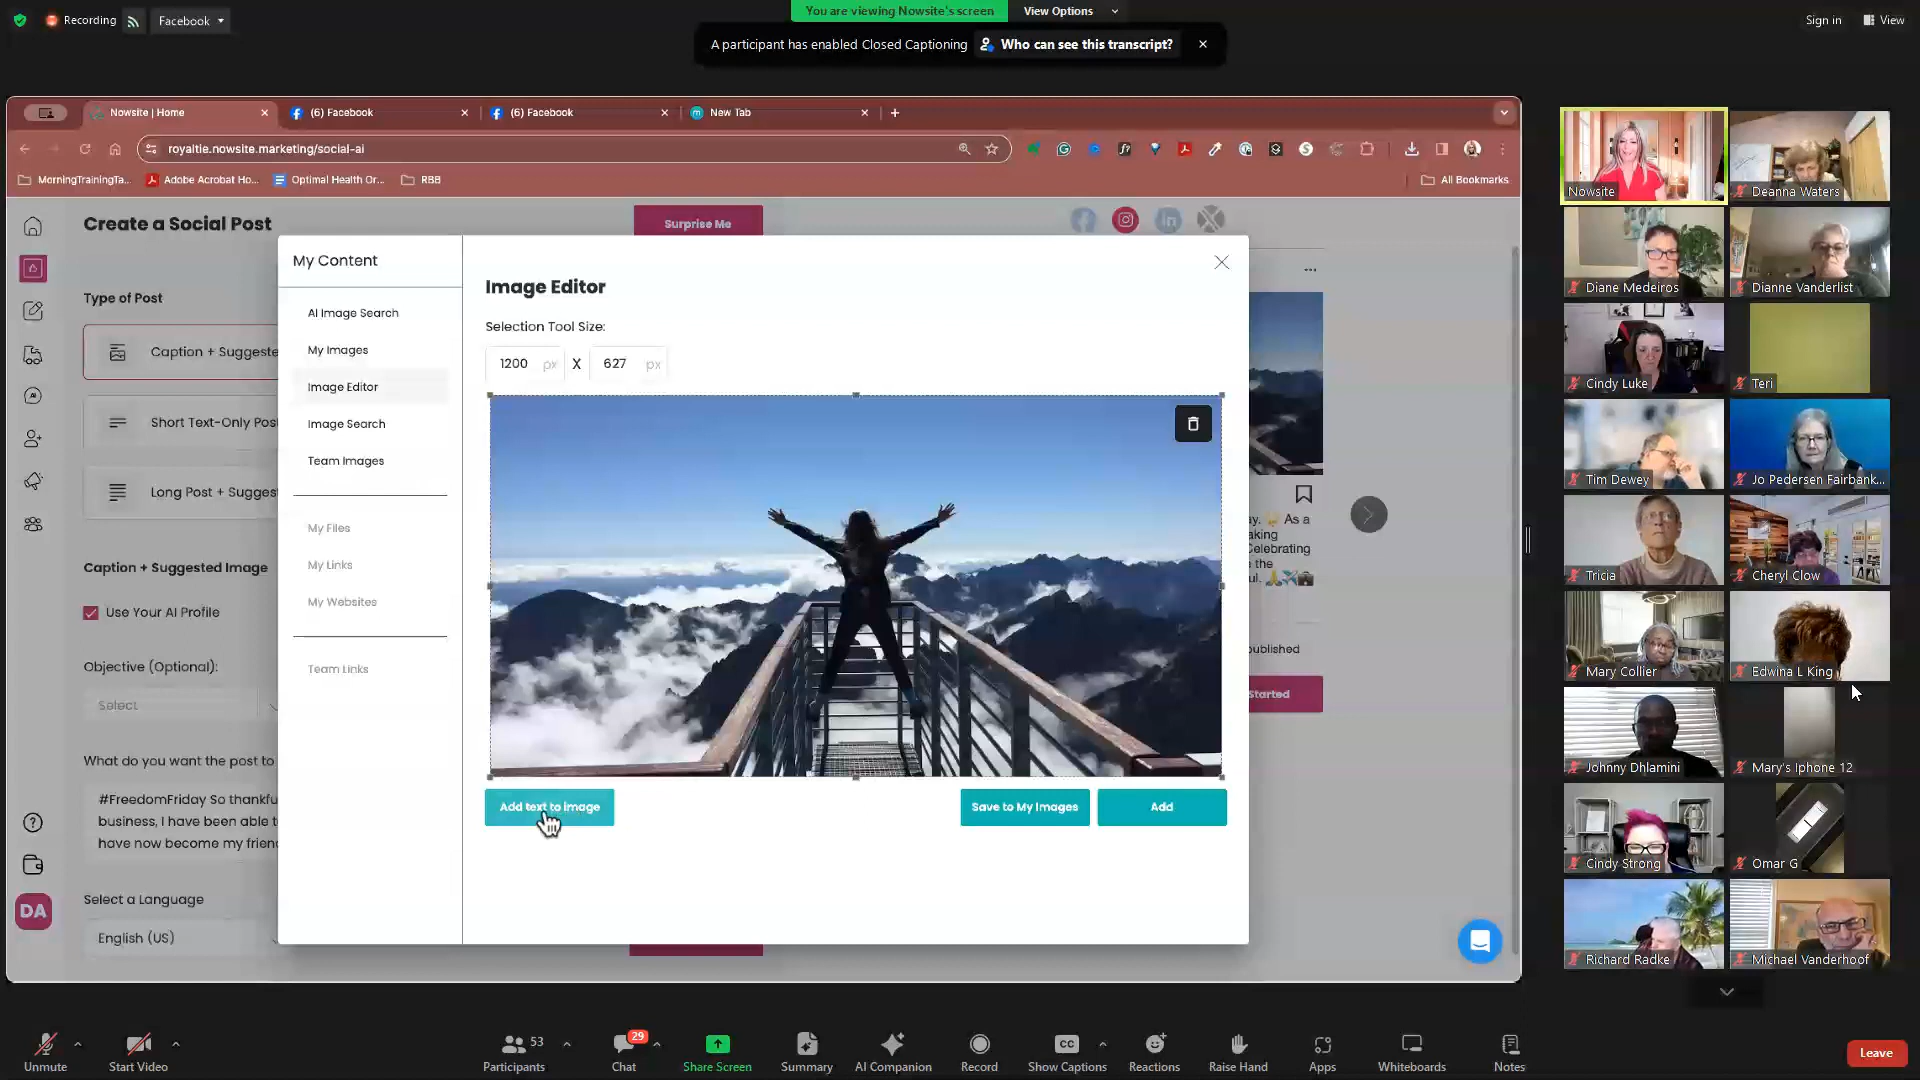 Recording
Facebook
You are viewing Nowsite's screen
View Options
Sign in
View
A participant has enabled Closed Captioning
Who can see this transcript?
Nowsite | Home
(6) Facebook
(6) Facebook
New Tab
royaltie.nowsite.marketing/social-ai
MorningTrainingTa...
Adobe Acrobat Ho...
Optimal Health Or...
RBB
All Bookmarks
Create a Social Post
Surprise Me
Type of Post
Caption + Suggeste
Short Text-Only Pos
Long Post + Sugges
Caption + Suggested Image
Use Your AI Profile
Objective (Optional):
Select
What do you want the post to
#FreedomFriday So thankfu
business, I have been able t
have now become my frien
Select a Language
English (US)
DA
My Content
AI Image Search
My Images
Image Editor
Image Search
Team Images
My Files
My Links
My Websites
Team Links
Image Editor
Selection Tool Size:
1200 px X 627 px
Add text to image
Save to My Images
Add
As a
aking
Celebrating
the
Started
Nowsite
Deanna Waters
Diane Medeiros
Dianne Vanderlist
Cindy Luke
Teri
Tim Dewey
Jo Pedersen Fairbank...
Tricia
Cheryl Clow
Mary Collier
Edwina L King
Johnny Dhlamini
Mary's Iphone 12
Cindy Strong
Omar G
Richard Radke
Michael Vanderhoof
Unmute
Start Video
53
Participants
29
Chat
Share Screen
Summary
AI Companion
Record
CC
Show Captions
Reactions
Raise Hand
Apps
Whiteboards
Notes
Leave